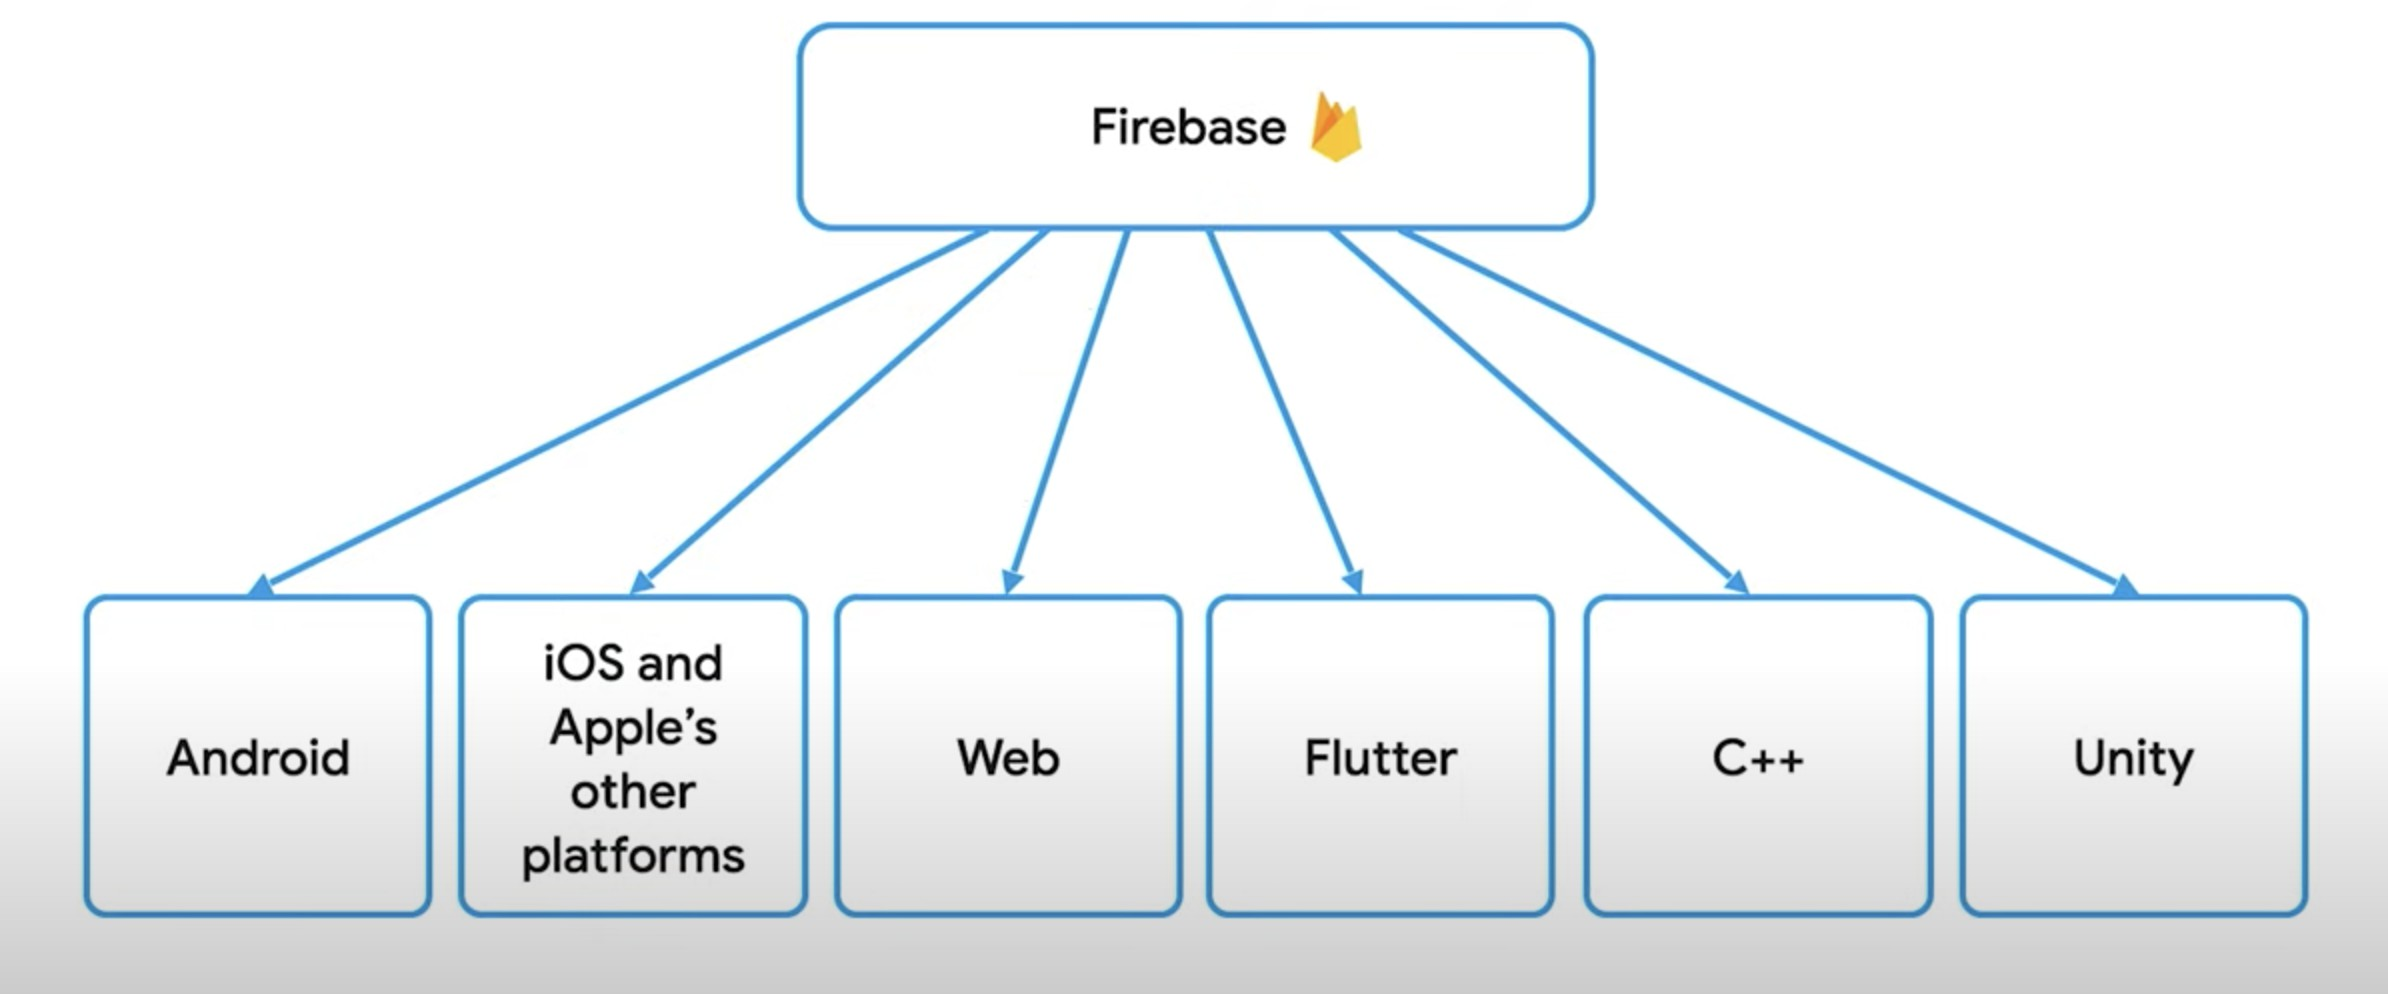 Firebase
Android
iOS and
Apple’s
other
platforms
Web
Flutter
C++
Unity